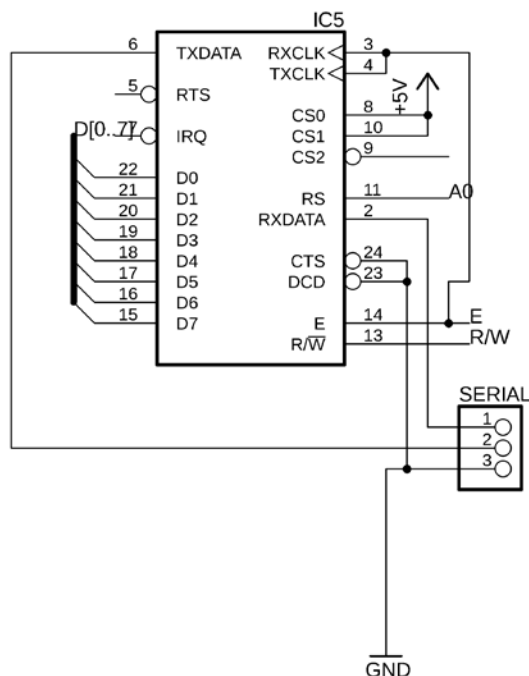 IC5
6 TXDATA RXCLK 3
TXCLK 4
5 RTS
CS0 8 +5V
D[0..7] 7 IRQ CS1 10
CS2 9
22 D0 RS 11 A0
21 D1
20 D2 RXDATA 2
19 D3
18 D4 CTS 24
17 D5 DCD 23
16 D6
15 D7 E 14 E
R/W 13 R/W
SERIAL
1
2
3
GND